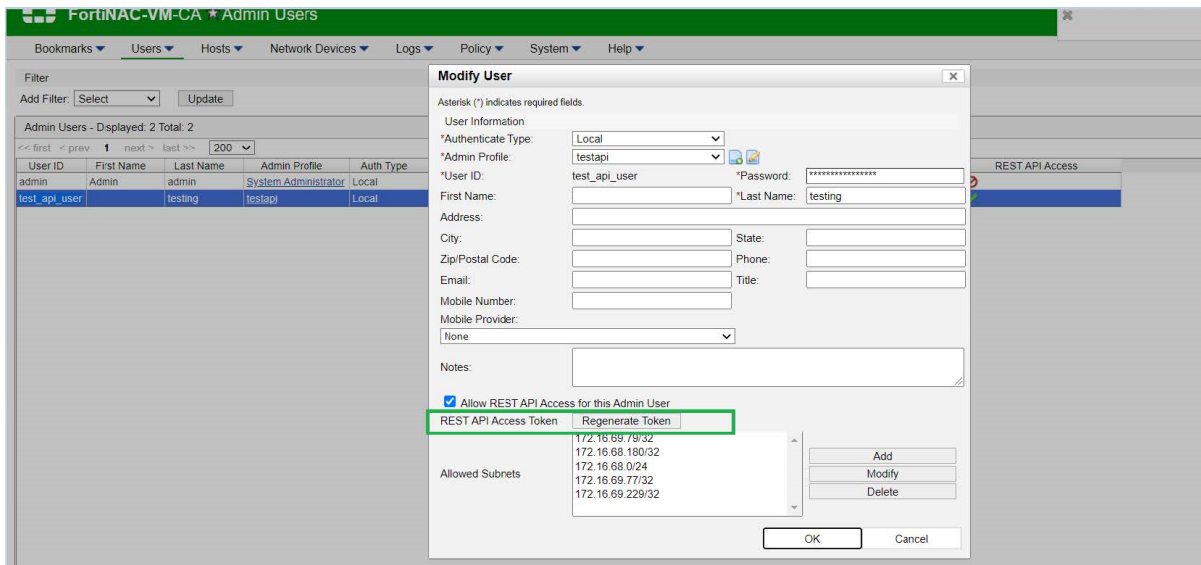 FortiNAC-VM-CA ★ Admin Users
Bookmarks Users Hosts Network Devices Logs Policy System Help
Filter
Add Filter: Select Update
Admin Users - Displayed: 2 Total: 2
<< first < prev 1 next > last >> 200
User ID First Name Last Name Admin Profile Auth Type REST API Access
admin Admin admin System Administrator Local
test_api_user testing testapi Local
Modify User
Asterisk (*) indicates required fields.
User Information
*Authenticate Type: Local
*Admin Profile: testapi
*User ID: test_api_user *Password: ****************
First Name: *Last Name: testing
Address:
City: State:
Zip/Postal Code: Phone:
Email: Title:
Mobile Number:
Mobile Provider:
None
Notes:
Allow REST API Access for this Admin User
REST API Access Token Regenerate Token
172.16.69.79/32
172.16.68.180/32 Add
172.16.68.0/24
Allowed Subnets 172.16.69.77/32 Modify
172.16.69.229/32 Delete
OK Cancel